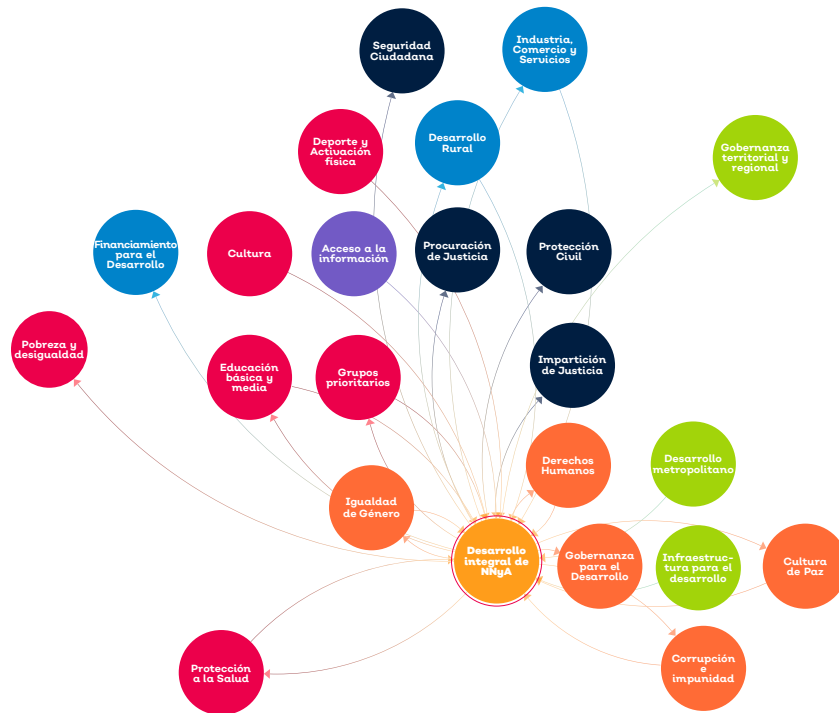 Seguridad
Ciudadana
Industria,
Comercio y
Servicios
Deporte y
Activación
física
Desarrollo
Rural
Gobernanza
territorial y
regional
Financiamiento
para el
Desarrollo
Cultura
Acceso a la
información
Procuración
de Justicia
Protección
Civil
Pobreza y
desigualdad
Educación
básica y
media
Grupos
prioritarios
Impartición
de Justicia
Derechos
Humanos
Desarrollo
metropolitano
Igualdad
de Género
Desarrollo
integral de
NNyA
Gobernanza
para el
Desarrollo
Infraestruc-
tura para el
desarrollo
Cultura
de Paz
Protección
a la Salud
Corrupción
e
impunidad